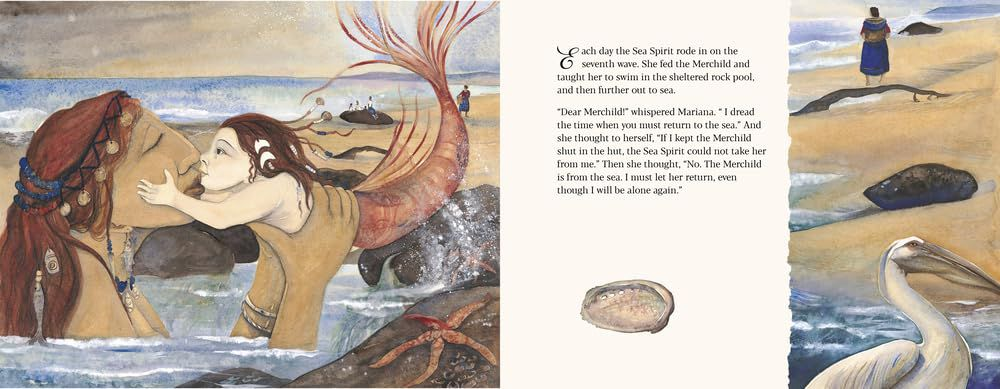 Each day the Sea Spirit rode in on the
seventh wave. She fed the Merchild and
taught her to swim in the sheltered rock pool,
and then further out to sea.
“Dear Merchild!” whispered Mariana. “ I dread
the time when you must return to the sea.” And
she thought to herself, “If I kept the Merchild
shut in the hut, the Sea Spirit could not take her
from me.” Then she thought, “No. The Merchild
is from the sea. I must let her return, even
though I will be alone again.”